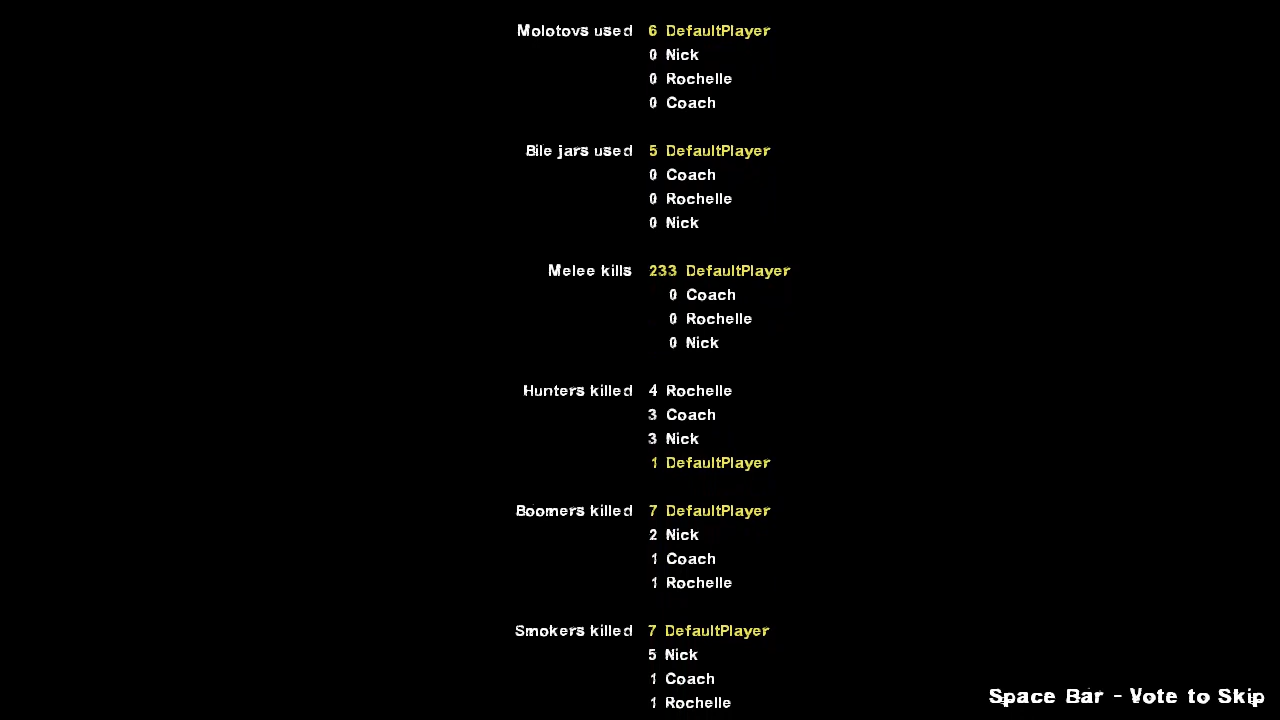 Molotovs used 6 DefaultPlayer
0 Nick
0 Rochelle
0 Coach
Bile jars used 5 DefaultPlayer
0 Coach
0 Rochelle
0 Nick
Melee kills 233 DefaultPlayer
0 Coach
0 Rochelle
0 Nick
Hunters killed 4 Rochelle
3 Coach
3 Nick
1 DefaultPlayer
Boomers killed 7 DefaultPlayer
2 Nick
1 Coach
1 Rochelle
Smokers killed 7 DefaultPlayer
5 Nick
1 Coach
1 Rochelle
Space Bar - Vote to Skip